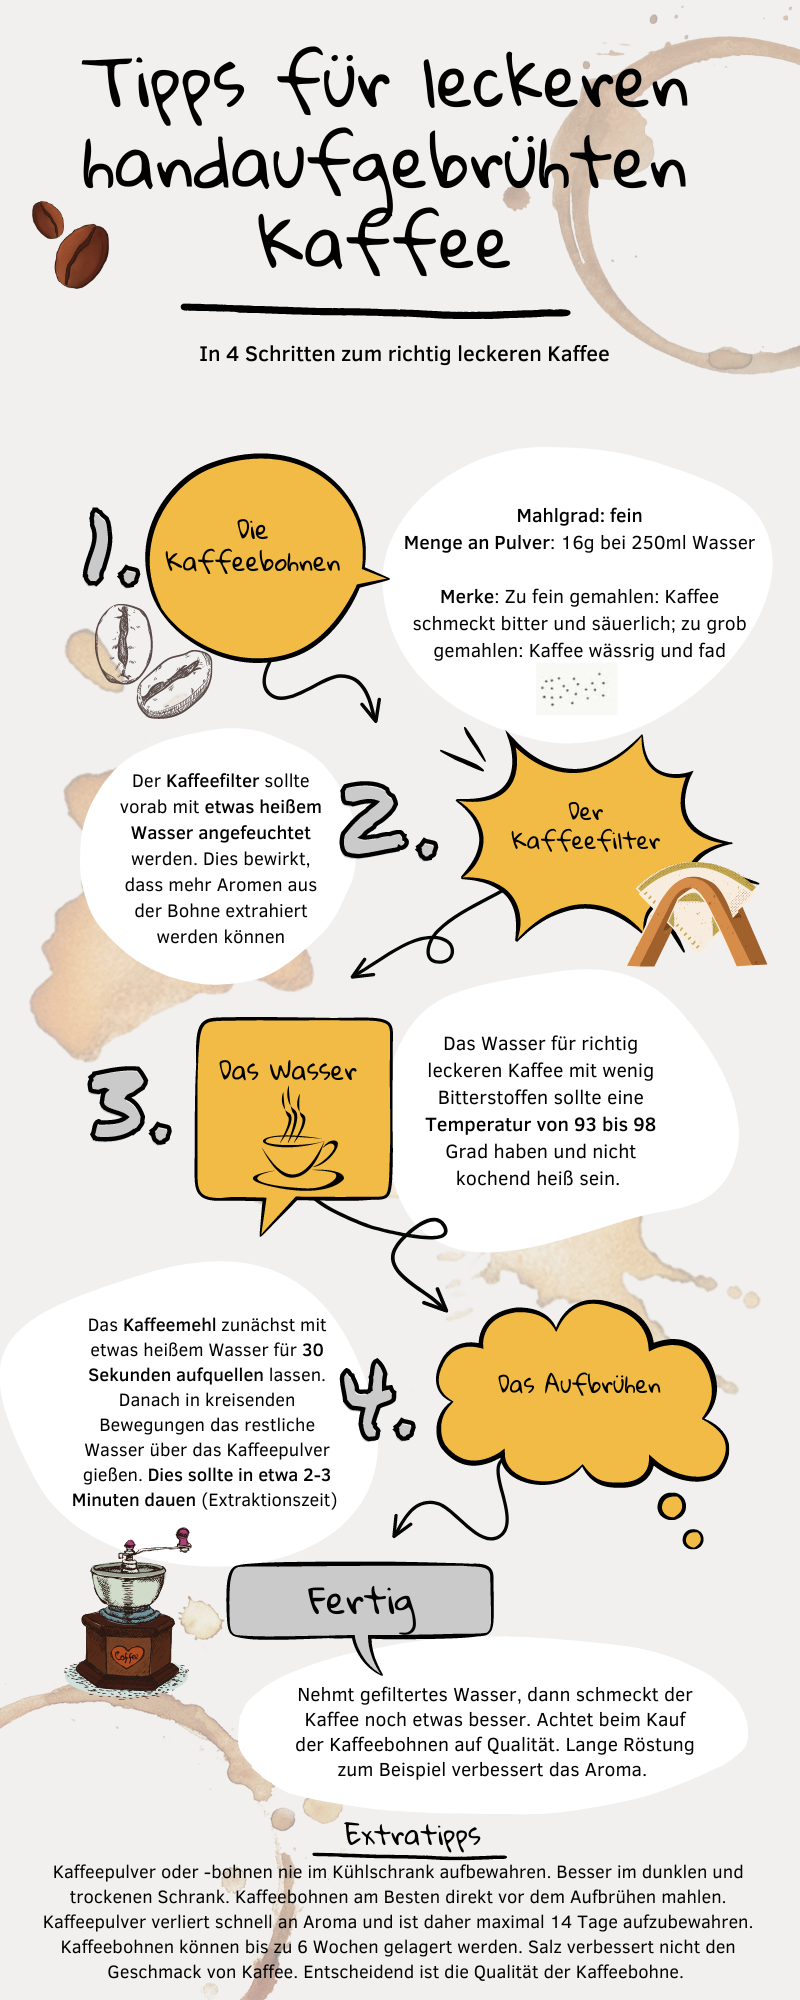 Tipps für leckeren
handaufgebrühten
Kaffee
In 4 Schritten zum richtig leckeren Kaffee
1.
Die
Kaffeebohnen
Mahlgrad: fein
Menge an Pulver: 16g bei 250ml Wasser
Merke: Zu fein gemahlen: Kaffee
schmeckt bitter und säuerlich; zu grob
gemahlen: Kaffee wässrig und fad
2.
Der
Kaffeefilter
Der Kaffeefilter sollte
vorab mit etwas heißem
Wasser angefeuchtet
werden. Dies bewirkt,
dass mehr Aromen aus
der Bohne extrahiert
werden können
3.
Das Wasser
Das Wasser für richtig
leckeren Kaffee mit wenig
Bitterstoffen sollte eine
Temperatur von 93 bis 98
Grad haben und nicht
kochend heiß sein.
4.
Das Aufbrühen
Das Kaffeemehl zunächst mit
etwas heißem Wasser für 30
Sekunden aufquellen lassen.
Danach in kreisenden
Bewegungen das restliche
Wasser über das Kaffeepulver
gießen. Dies sollte in etwa 2-3
Minuten dauen (Extraktionszeit)
Coffee
Fertig
Nehmt gefiltertes Wasser, dann schmeckt der
Kaffee noch etwas besser. Achtet beim Kauf
der Kaffeebohnen auf Qualität. Lange Röstung
zum Beispiel verbessert das Aroma.
Extratipps
Kaffeepulver oder -bohnen nie im Kühlschrank aufbewahren. Besser im dunklen und
trockenen Schrank. Kaffeebohnen am Besten direkt vor dem Aufbrühen mahlen.
Kaffeepulver verliert schnell an Aroma und ist daher maximal 14 Tage aufzubewahren.
Kaffeebohnen können bis zu 6 Wochen gelagert werden. Salz verbessert nicht den
Geschmack von Kaffee. Entscheidend ist die Qualität der Kaffeebohne.